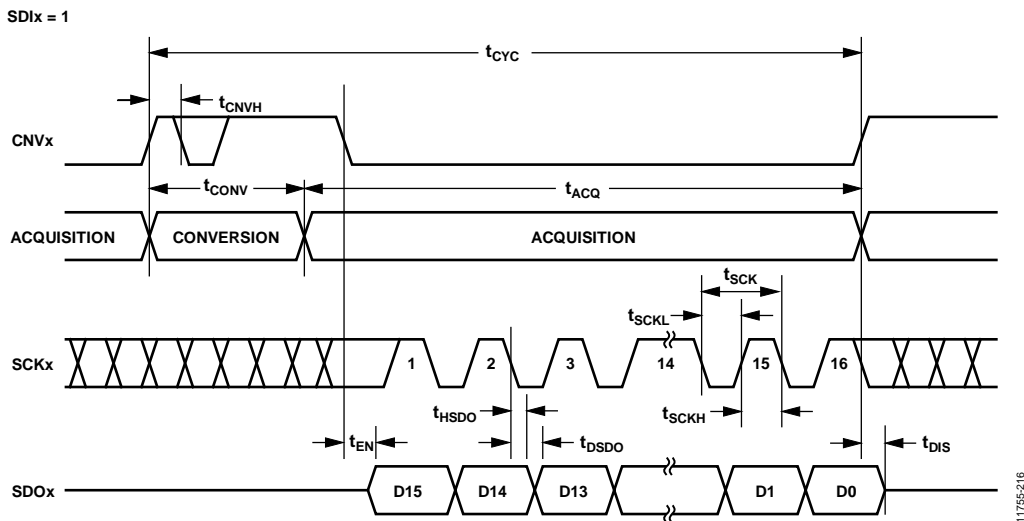 SDIx = 1
tCYC
tCNVH
CNVx
tCONV
tACQ
ACQUISITION
CONVERSION
ACQUISITION
tSCK
tSCKL
SCKx
1
2
3
14
15
16
tHSDO
tSCKH
tEN
tDSDO
tDIS
SDOx
D15
D14
D13
D1
D0
11755-216